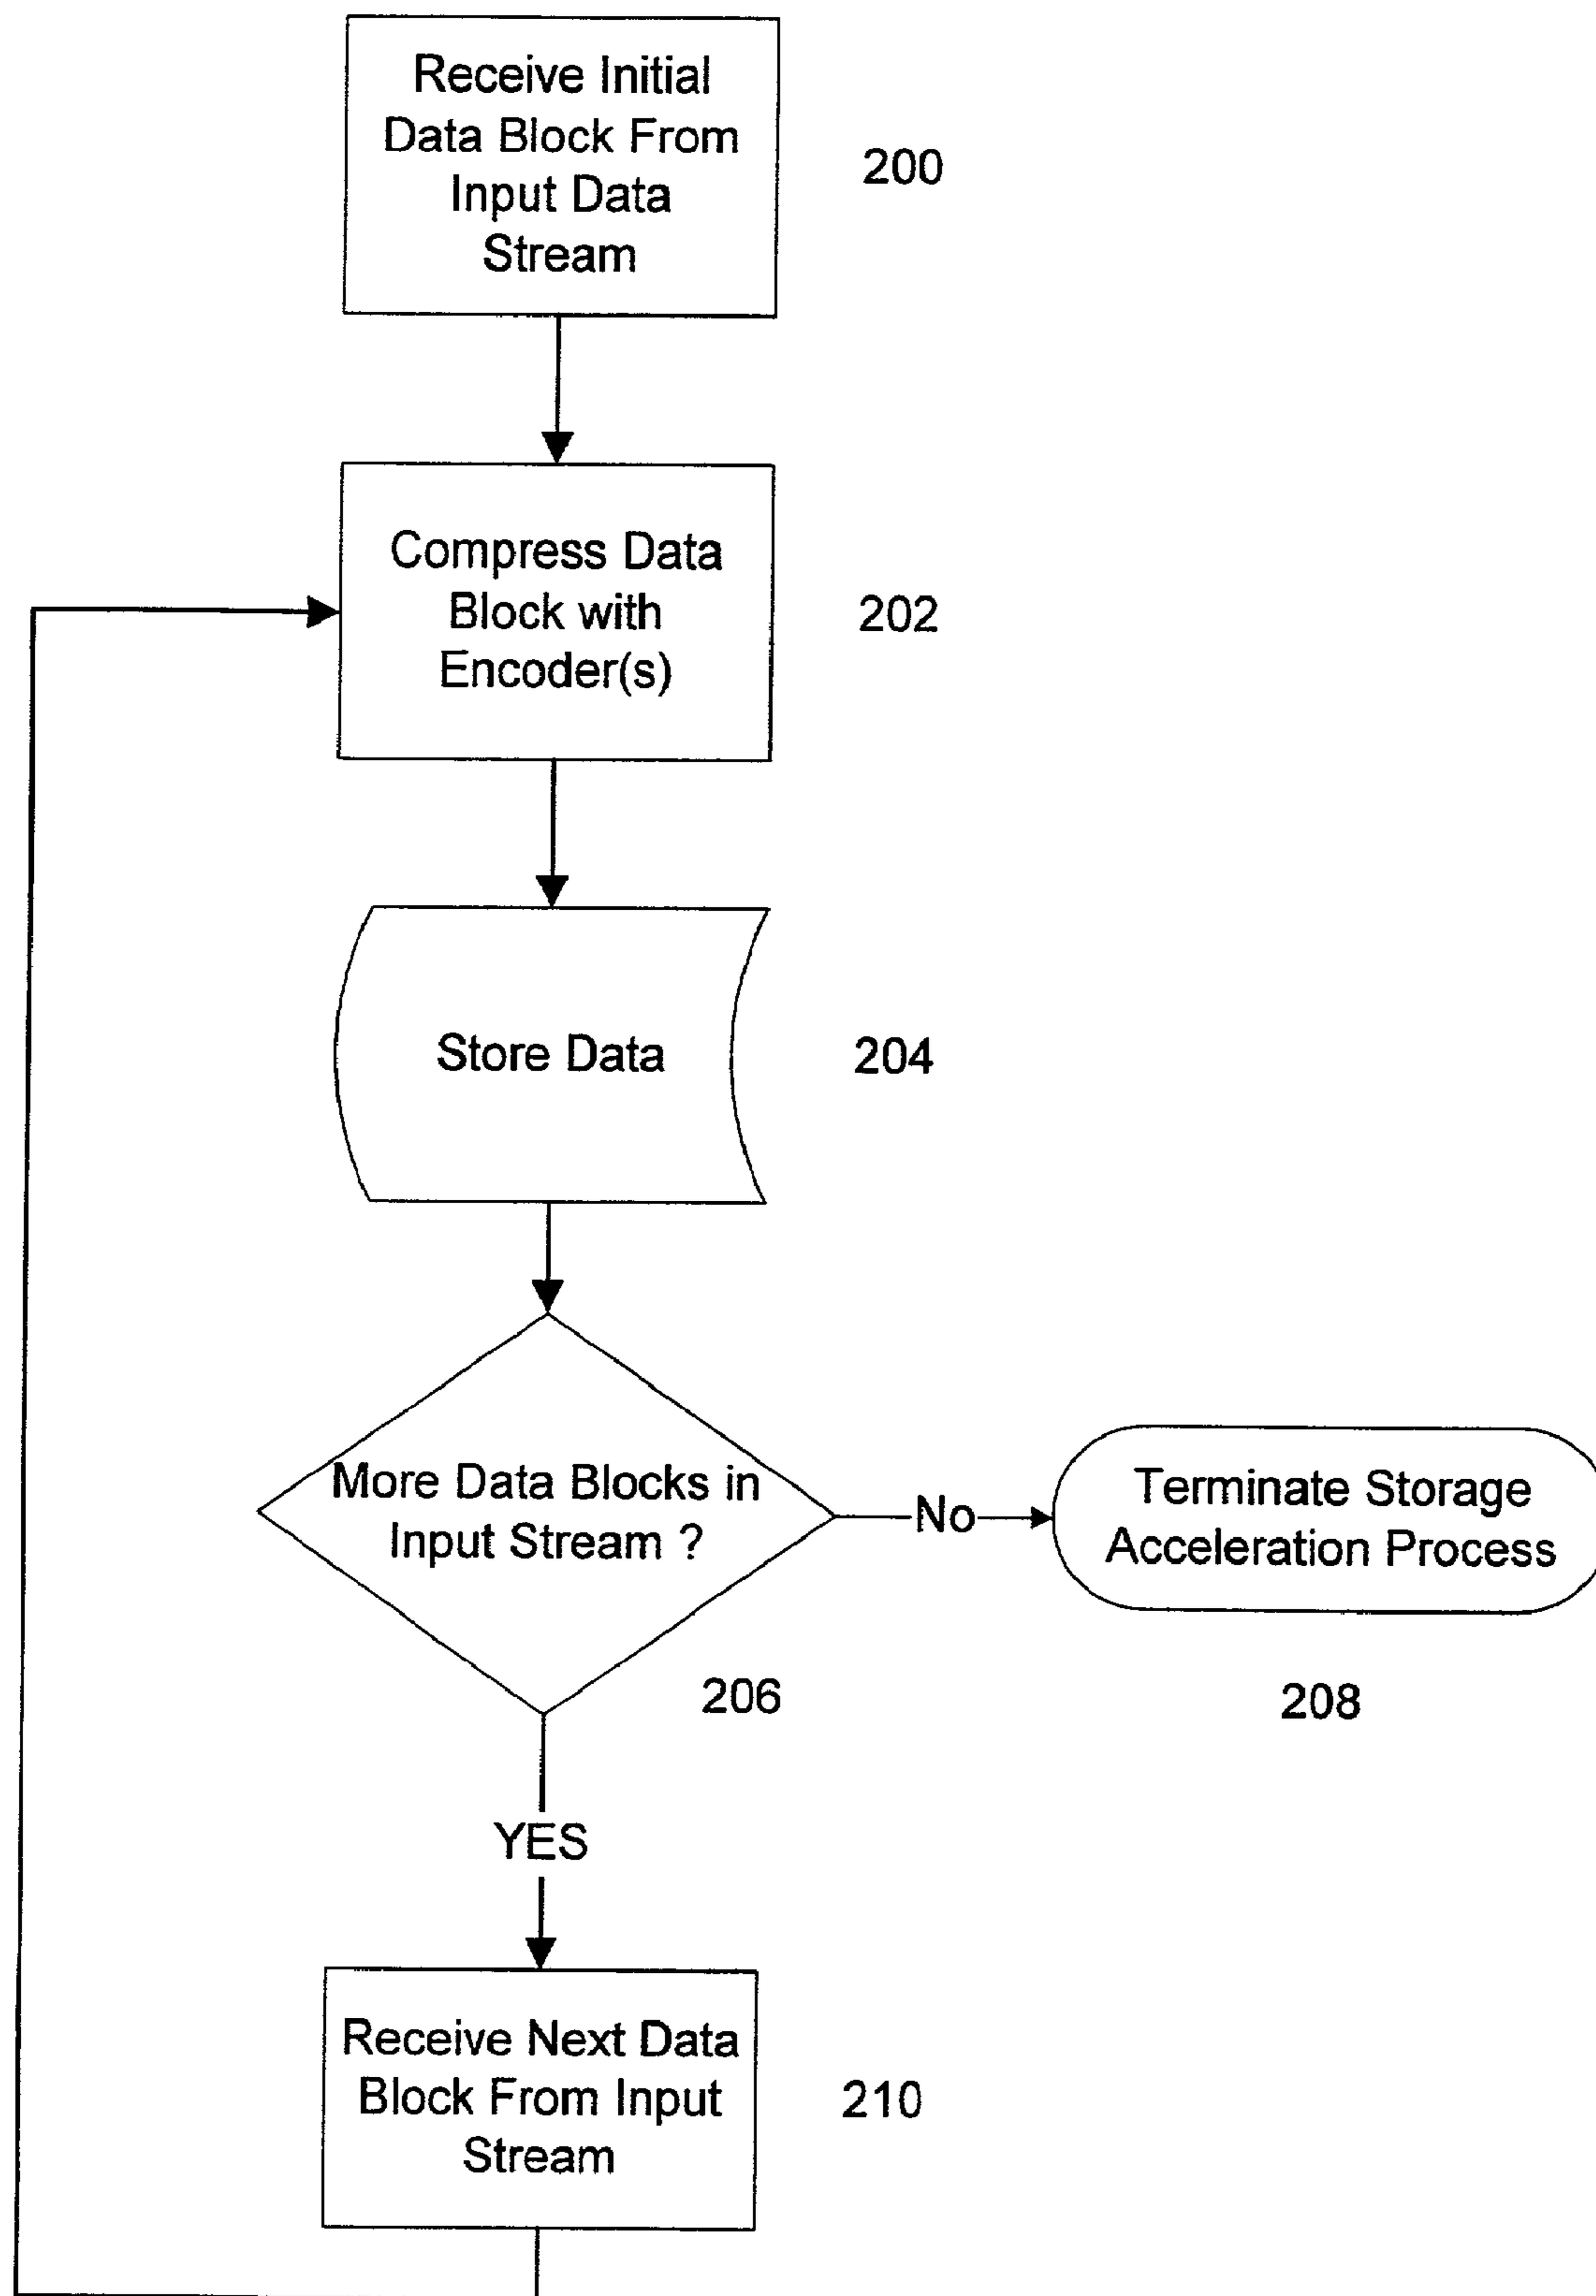 Receive Initial
Data Block From
Input Data
Stream
200
Compress Data
Block with
Encoder(s)
202
Store Data
204
More Data Blocks in
Input Stream ?
No
Terminate Storage
Acceleration Process
206
208
YES
Receive Next Data
Block From Input
Stream
210